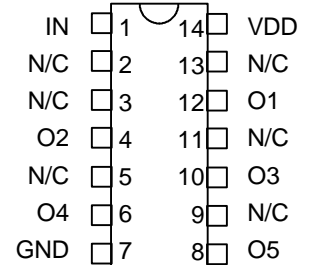 IN 1 14 VDD
N/C 2 13 N/C
N/C 3 12 O1
O2 4 11 N/C
N/C 5 10 O3
O4 6 9 N/C
GND 7 8 O5